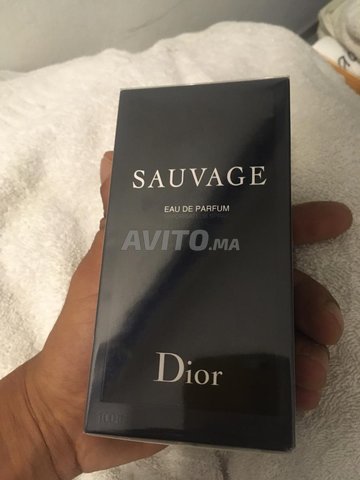 SAUVAGE
EAU DE PARFUM
AVITO.MA
Dior